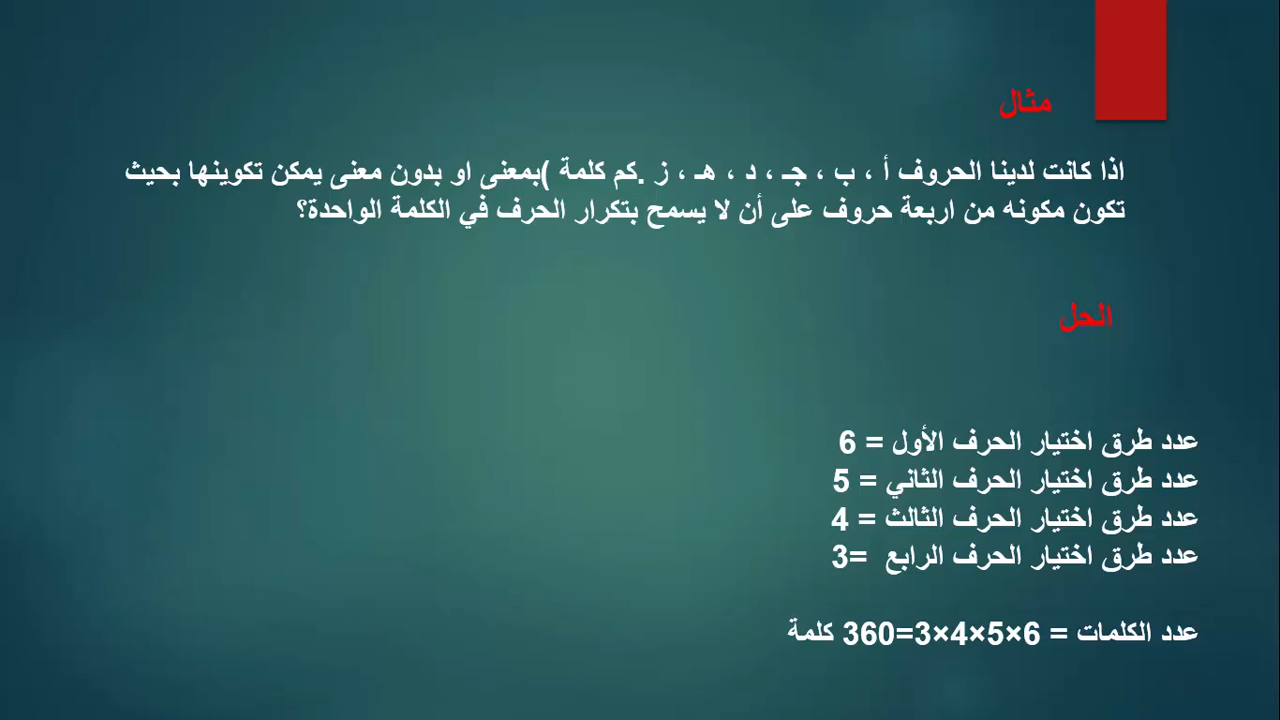 مثال
اذا كانت لدينا الحروف أ ، ب ، جـ ، د ، هـ ، ز .كم كلمة )بمعنى او بدون معنى يمكن تكوينها بحيث
تكون مكونه من اربعة حروف على أن لا يسمح بتكرار الحرف في الكلمة الواحدة؟
الحل
عدد طرق اختيار الحرف الأول = 6
عدد طرق اختيار الحرف الثاني = 5
عدد طرق اختيار الحرف الثالث = 4
عدد طرق اختيار الحرف الرابع =3
عدد الكلمات = 6×5×4×3=360 كلمة